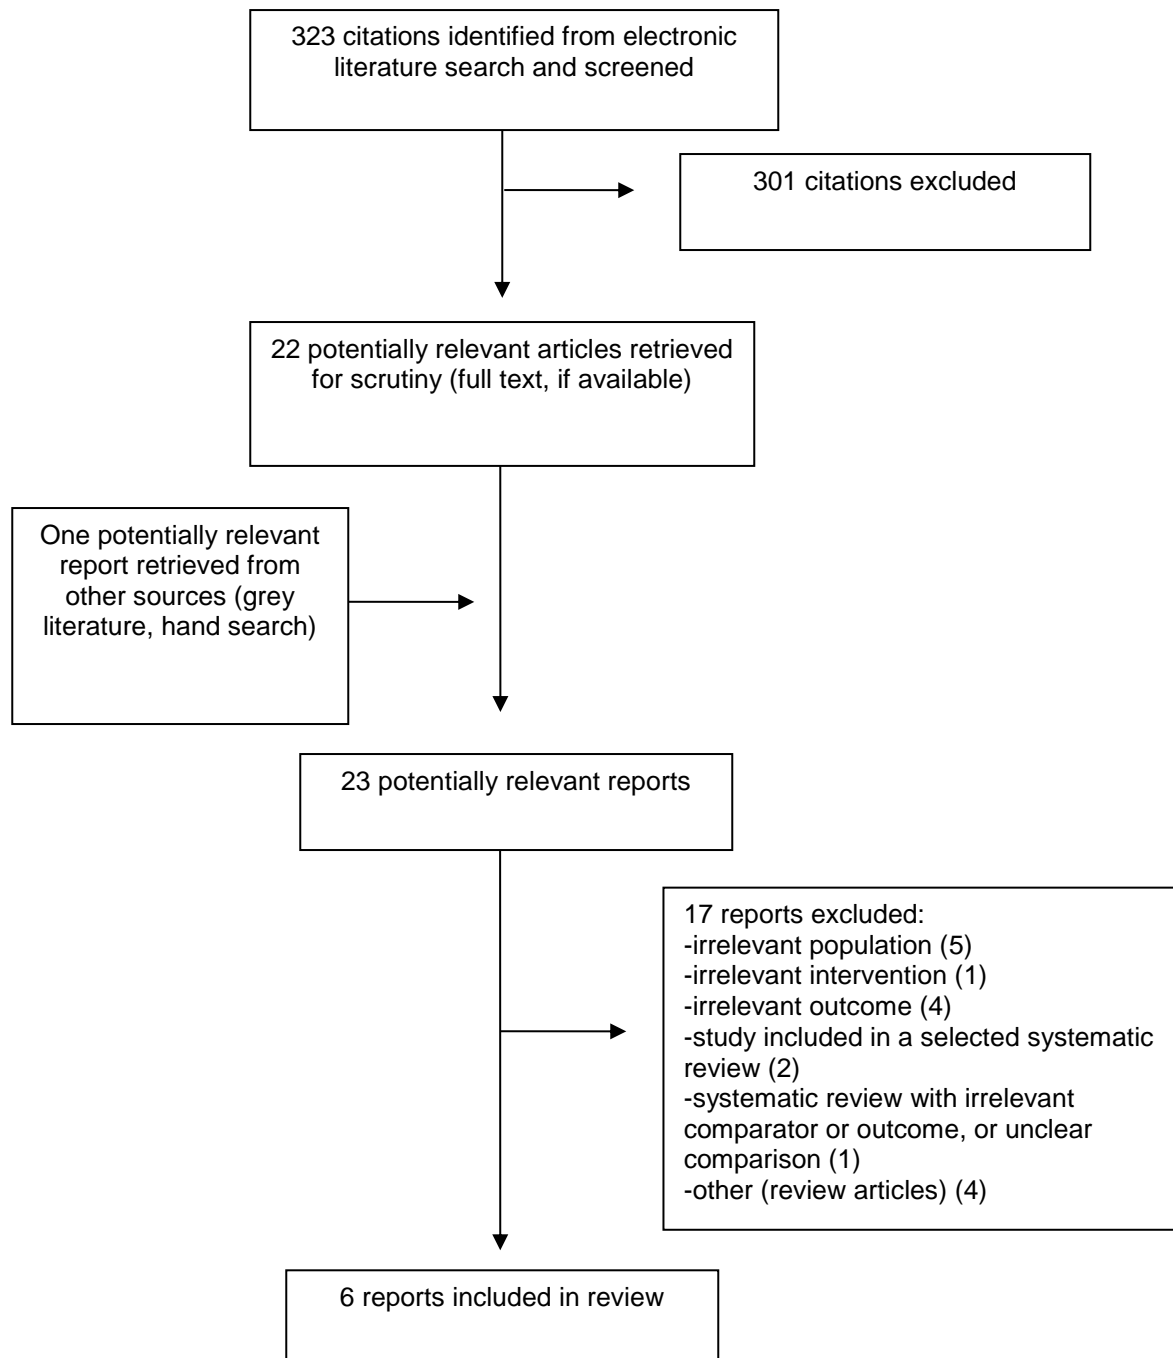 323 citations identified from electronic
literature search and screened
301 citations excluded
22 potentially relevant articles retrieved
for scrutiny (full text, if available)
One potentially relevant
report retrieved from
other sources (grey
literature, hand search)
23 potentially relevant reports
17 reports excluded:
-irrelevant population (5)
-irrelevant intervention (1)
-irrelevant outcome (4)
-study included in a selected systematic
review (2)
-systematic review with irrelevant
comparator or outcome, or unclear
comparison (1)
-other (review articles) (4)
6 reports included in review